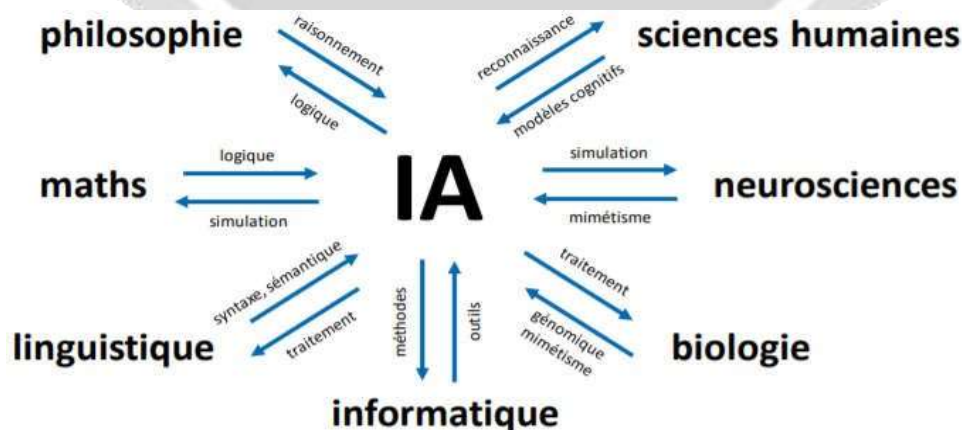 philosophie
raisonnement
logique
reconnaissance
modèles cognitifs
sciences humaines
maths
logique
simulation
IA
simulation
mimétisme
neurosciences
linguistique
syntaxe, sémantique
traitement
méthodes
outils
traitement
génomique
mimétisme
biologie
informatique